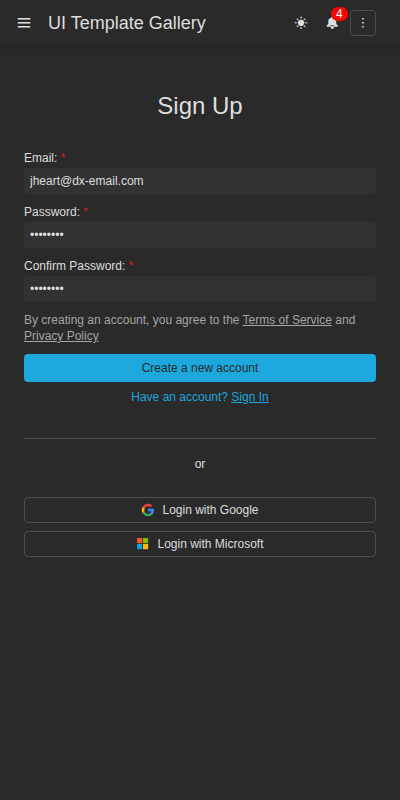 UI Template Gallery
4
Sign Up
Email: *
jheart@dx-email.com
Password: *
••••••••
Confirm Password: *
••••••••
By creating an account, you agree to the Terms of Service and
Privacy Policy
Create a new account
Have an account? Sign In
or
Login with Google
Login with Microsoft